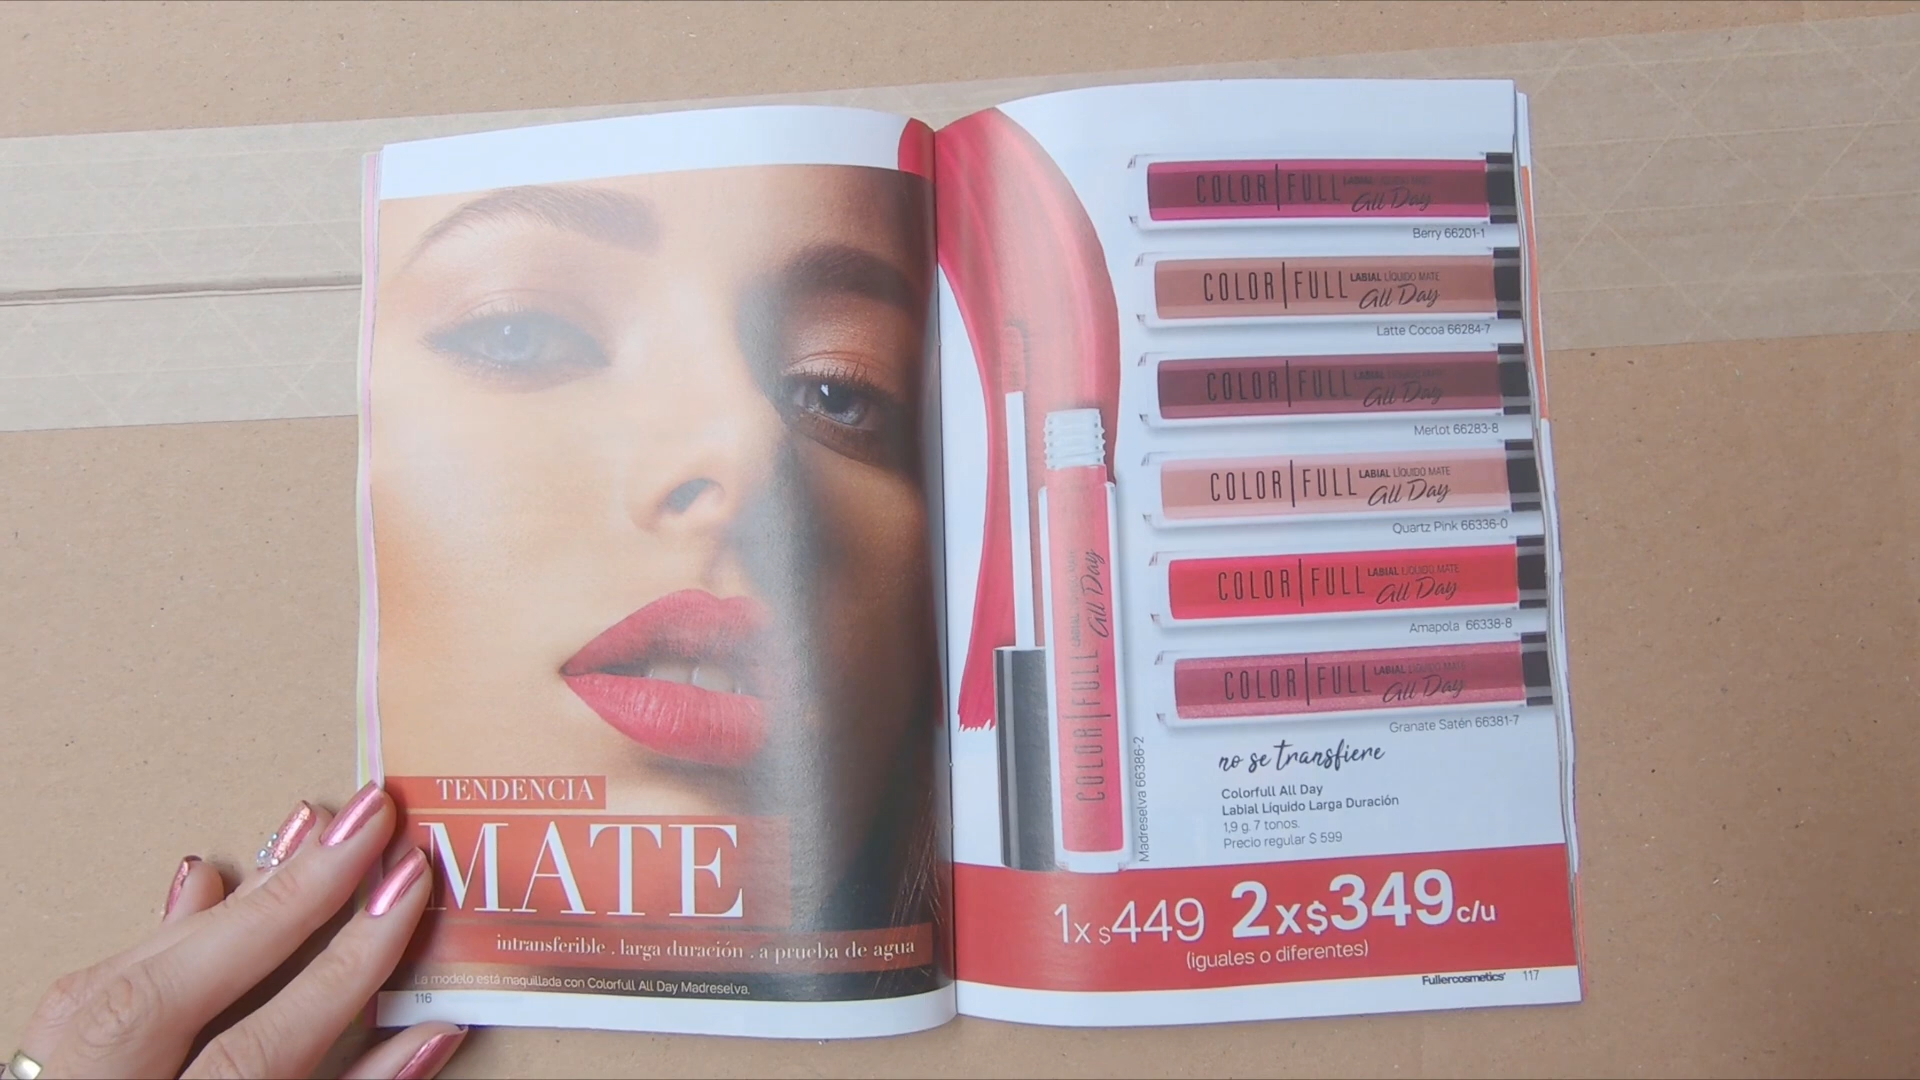 TENDENCIA
MATE
intransferible . larga duración . a prueba de agua
La modelo está maquillada con Colorfull All Day Madreselva.
116
COLOR|FULL LABIAL LÍQUIDO MATE
All Day
Berry 66201-1
COLOR|FULL LABIAL LÍQUIDO MATE
All Day
Latte Cocoa 66284-7
COLOR|FULL LABIAL LÍQUIDO MATE
All Day
Merlot 66283-8
COLOR|FULL LABIAL LÍQUIDO MATE
All Day
Quartz Pink 66336-0
COLOR|FULL LABIAL LÍQUIDO MATE
All Day
Amapola 66338-8
COLOR|FULL LABIAL LÍQUIDO MATE
All Day
Granate Satén 66381-7
COLOR|FULL LABIAL LÍQUIDO MATE
All Day
Madreselva 66386-2
no se transfiere
Colorfull All Day
Labial Líquido Larga Duración
1,9 g. 7 tonos.
Precio regular $ 599
1x $449 2x$349 c/u
(iguales o diferentes)
Fullercosmetics 117